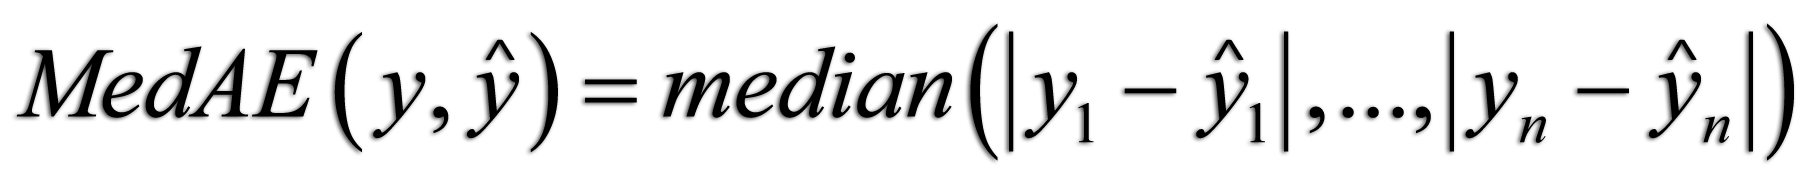 MedAE(y, ŷ) = median(|y₁ − ŷ₁|,...,|yₙ − ŷₙ|)